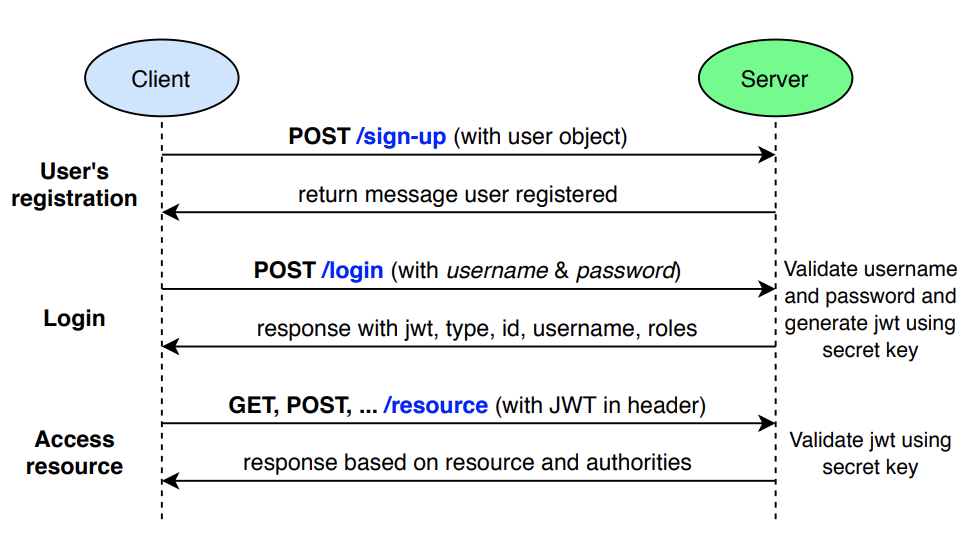 Client
Server
POST /sign-up (with user object)
User's
registration
return message user registered
POST /login (with username & password)
Validate username
and password and
generate jwt using
secret key
Login
response with jwt, type, id, username, roles
GET, POST, ... /resource (with JWT in header)
Access
resource
Validate jwt using
secret key
response based on resource and authorities